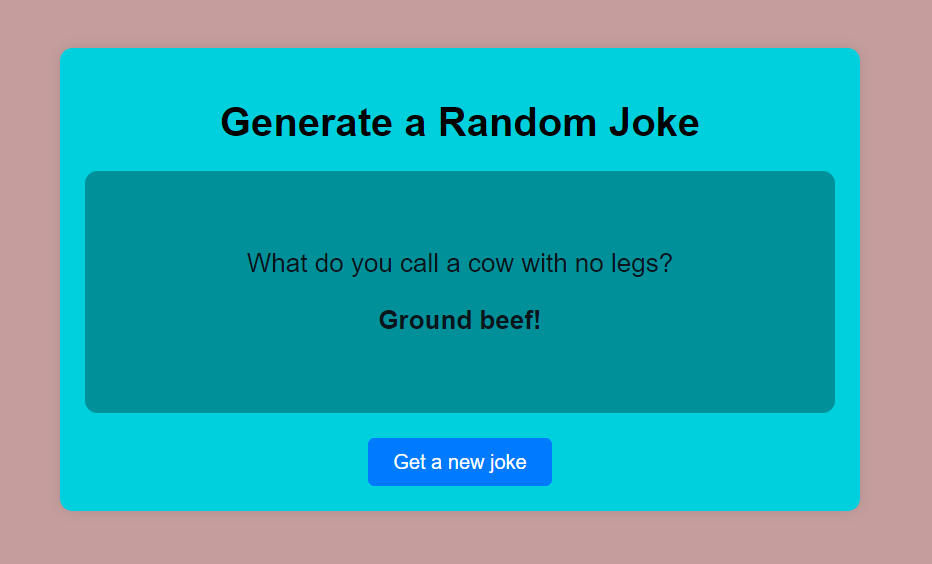 Generate a Random Joke
What do you call a cow with no legs?
Ground beef!
Get a new joke